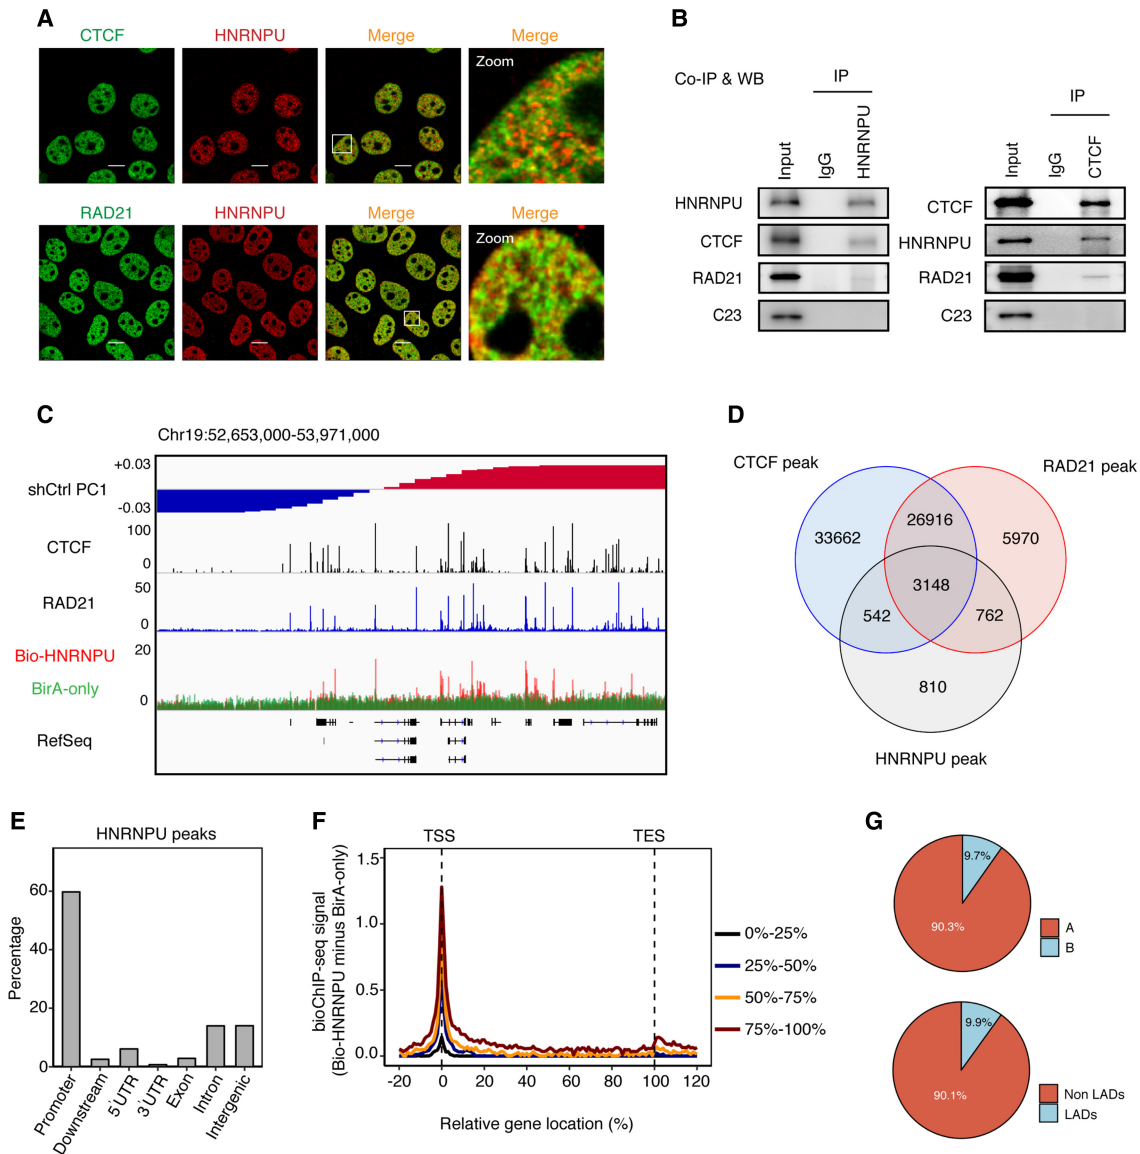 A
CTCF
HNRNPU
Merge
Merge
Zoom
RAD21
HNRNPU
Merge
Merge
Zoom
B
Co-IP & WB
IP
Input
IgG
HNRNPU
HNRNPU
CTCF
RAD21
C23
IP
Input
IgG
CTCF
CTCF
HNRNPU
RAD21
C23
C
Chr19:52,653,000-53,971,000
+0.03
shCtrl PC1
-0.03
100
CTCF
0
50
RAD21
0
Bio-HNRNPU
20
BirA-only
0
RefSeq
D
CTCF peak
RAD21 peak
33662
26916
5970
3148
542
762
810
HNRNPU peak
E
HNRNPU peaks
Percentage
60
40
20
0
Promoter
Downstream
5'UTR
3'UTR
Exon
Intron
Intergenic
F
TSS
TES
bioChIP-seq signal
(Bio-HNRNPU minus BirA-only)
1.5
1.0
0.5
0.0
-20
0
20
40
60
80
100
120
Relative gene location (%)
0%-25%
25%-50%
50%-75%
75%-100%
G
9.7%
90.3%
A
B
9.9%
90.1%
Non LADs
LADs